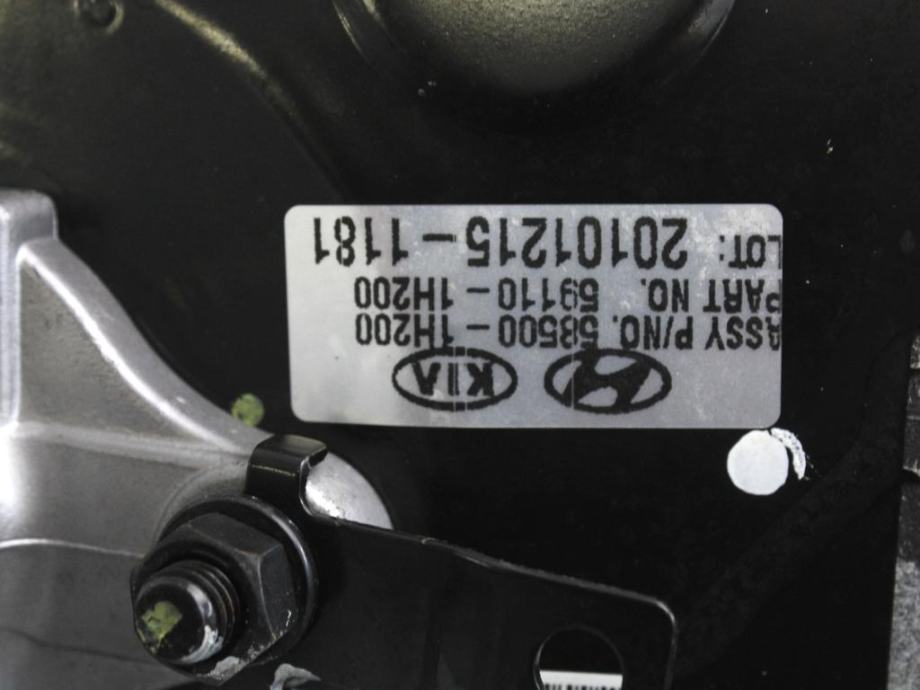 KIA
ASSY P/NO. 58500-1H200
PART NO. 59110-1H200
LOT: 20101215-1181